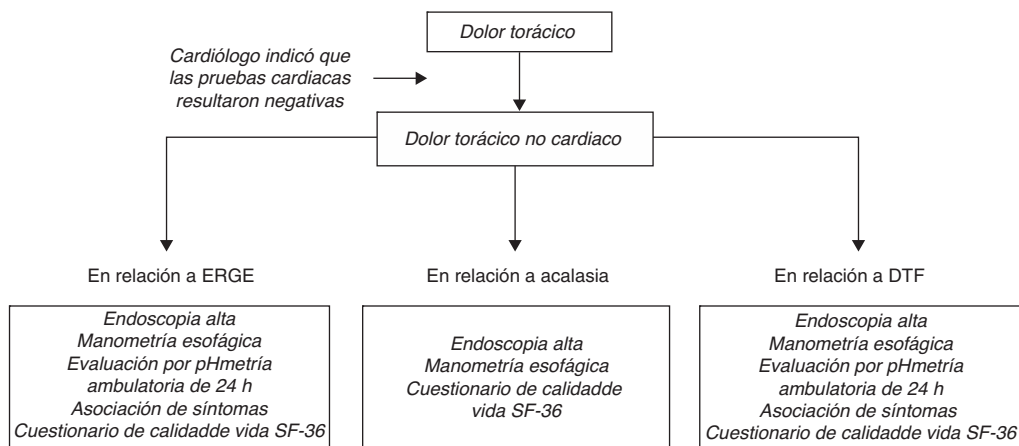 Dolor torácico
Cardiólogo indicó que
las pruebas cardiacas
resultaron negativas
Dolor torácico no cardiaco
En relación a ERGE
Endoscopia alta
Manometría esofágica
Evaluación por pHmetría
ambulatoria de 24 h
Asociación de síntomas
Cuestionario de calidadde vida SF-36
En relación a acalasia
Endoscopia alta
Manometría esofágica
Cuestionario de calidadde
vida SF-36
En relación a DTF
Endoscopia alta
Manometría esofágica
Evaluación por pHmetría
ambulatoria de 24 h
Asociación de síntomas
Cuestionario de calidadde vida SF-36